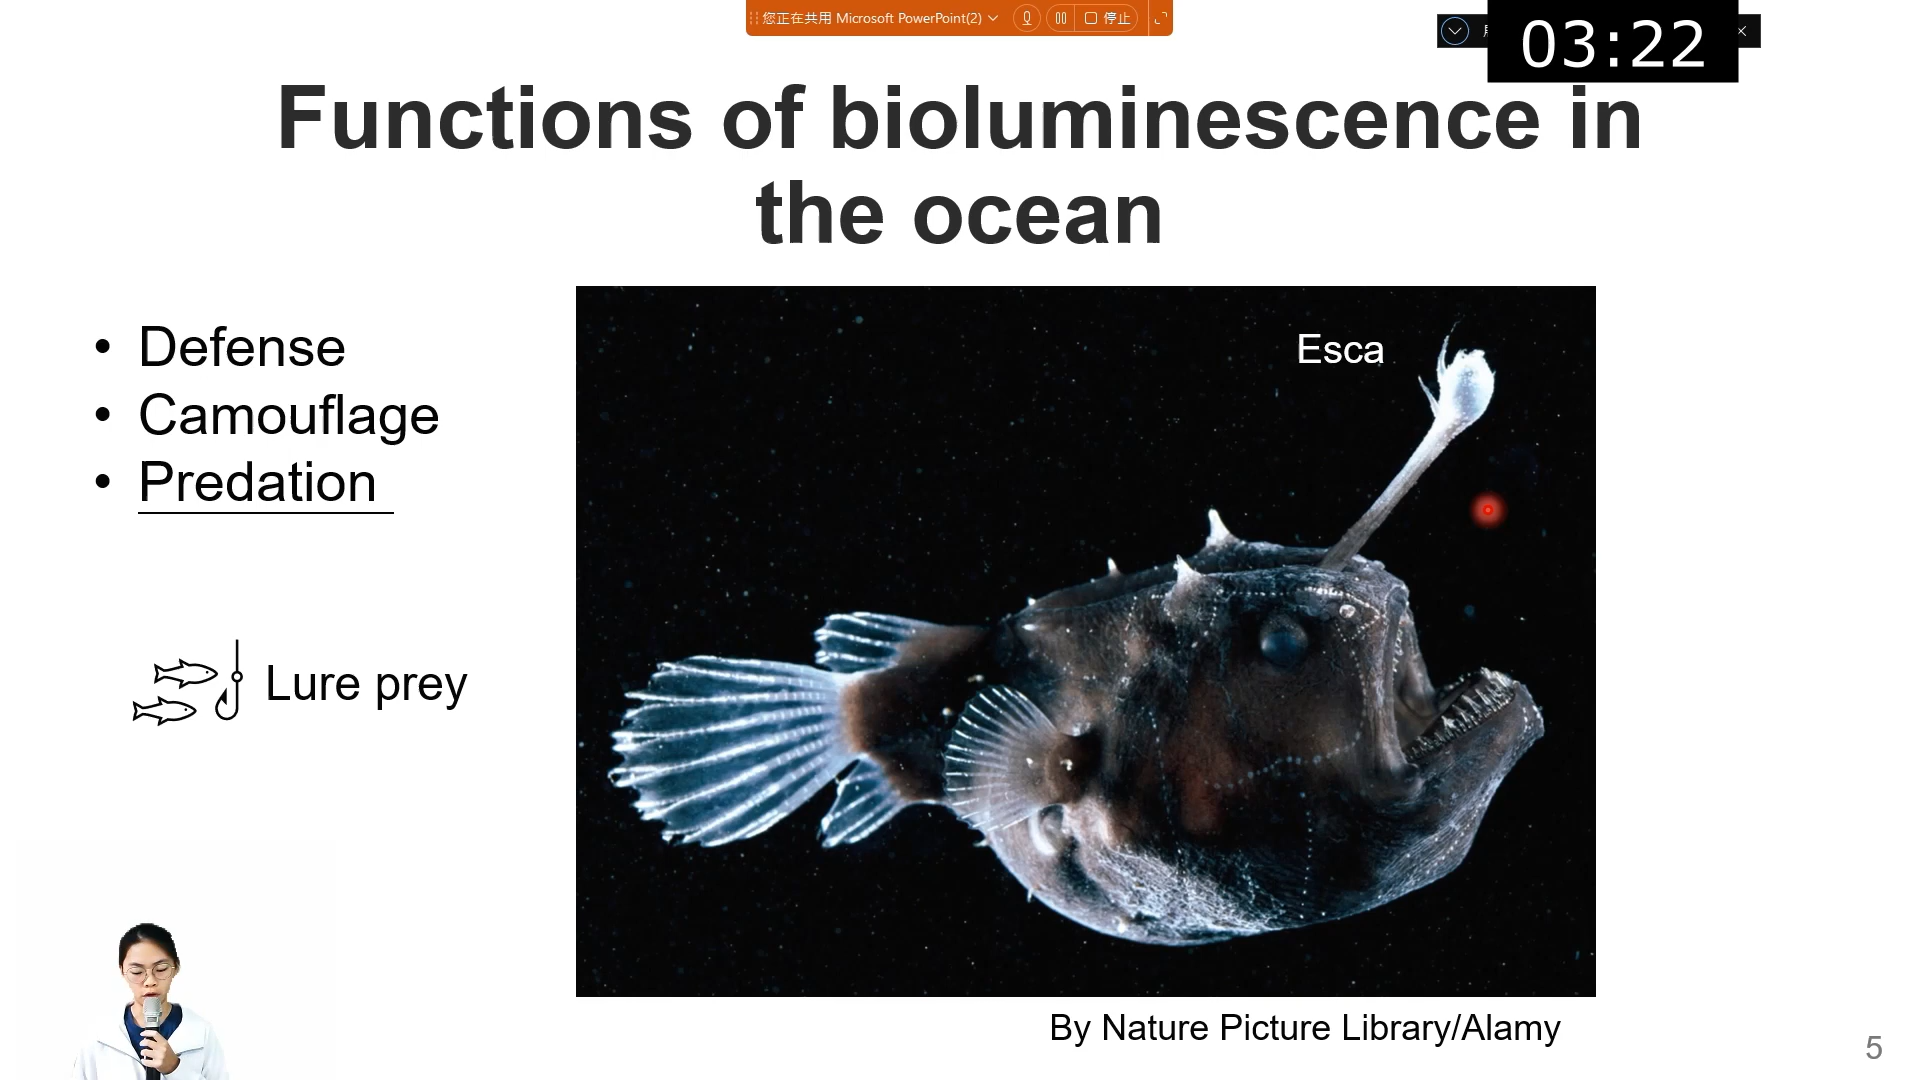 您正在共用 Microsoft PowerPoint(2)
停止
03:22
Functions of bioluminescence in
the ocean
• Defense
• Camouflage
• Predation
Esca
Lure prey
By Nature Picture Library/Alamy
5